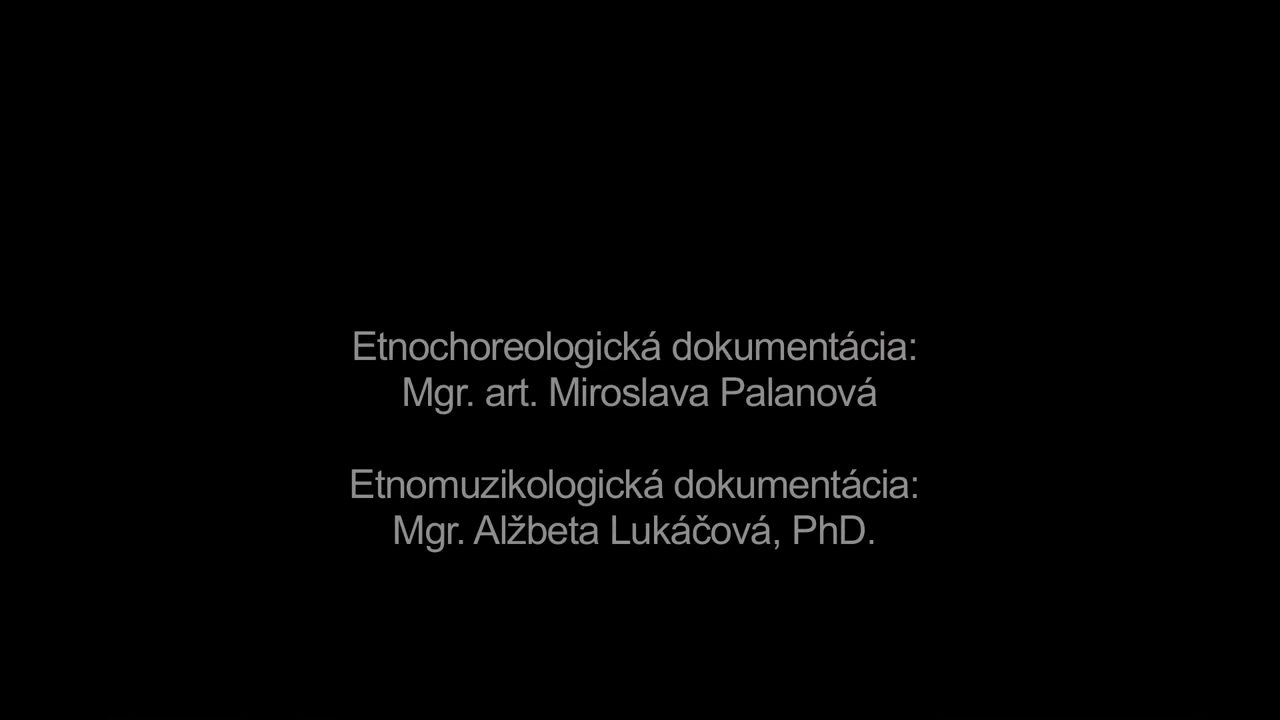 Etnochoreologická dokumentácia:
Mgr. art. Miroslava Palanová
Etnomuzikologická dokumentácia:
Mgr. Alžbeta Lukáčová, PhD.